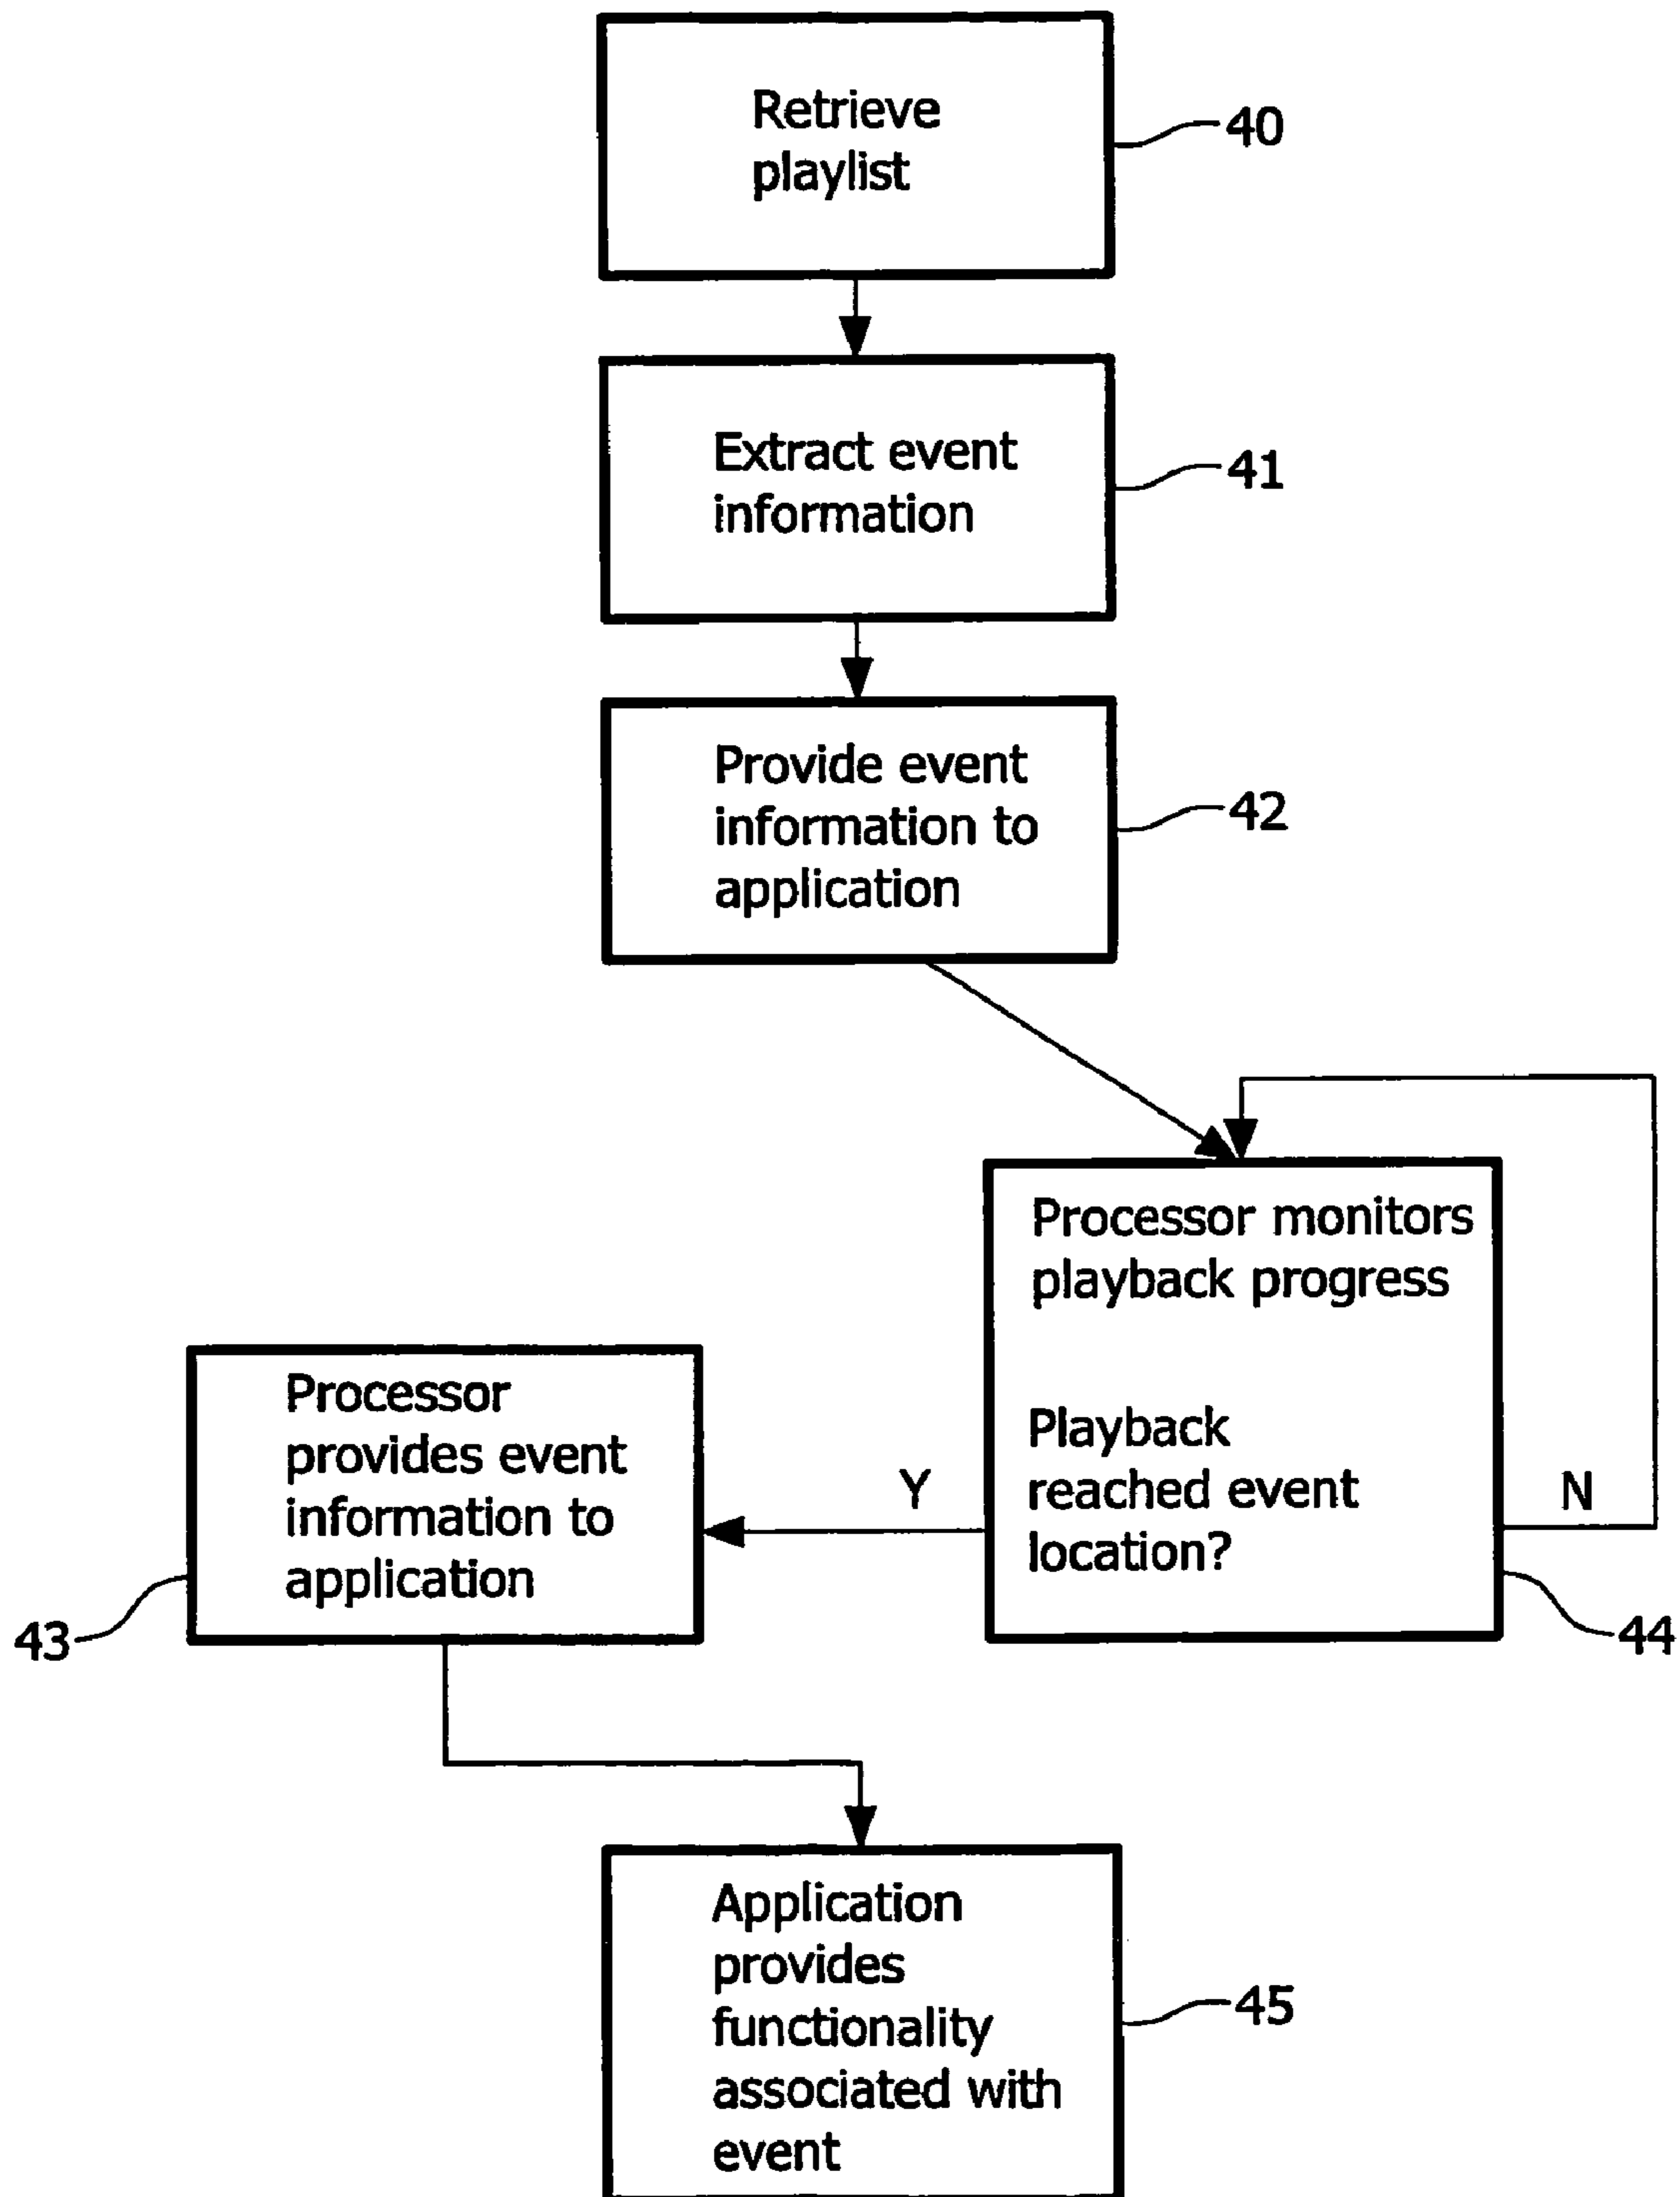 Retrieve
playlist
40
Extract event
information
41
Provide event
information to
application
42
Processor monitors
playback progress
Playback
reached event
location?
N
44
Y
Processor
provides event
information to
application
43
Application
provides
functionality
associated with
event
45